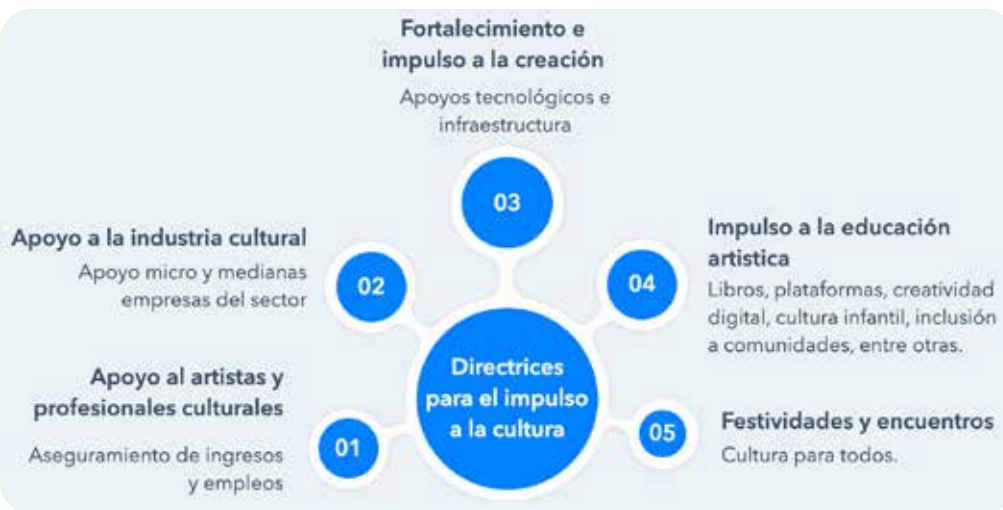 Fortalecimiento e
impulso a la creación
Apoyos tecnológicos e
infraestructura
03
Apoyo a la industria cultural
Apoyo micro y medianas
empresas del sector
02
04
Impulso a la educación
artistica
Libros, plataformas, creatividad
digital, cultura infantil, inclusión
a comunidades, entre otras.
Directrices
para el impulso
a la cultura
Apoyo al artistas y
profesionales culturales
Aseguramiento de ingresos
y empleos
01
05
Festividades y encuentros
Cultura para todos.